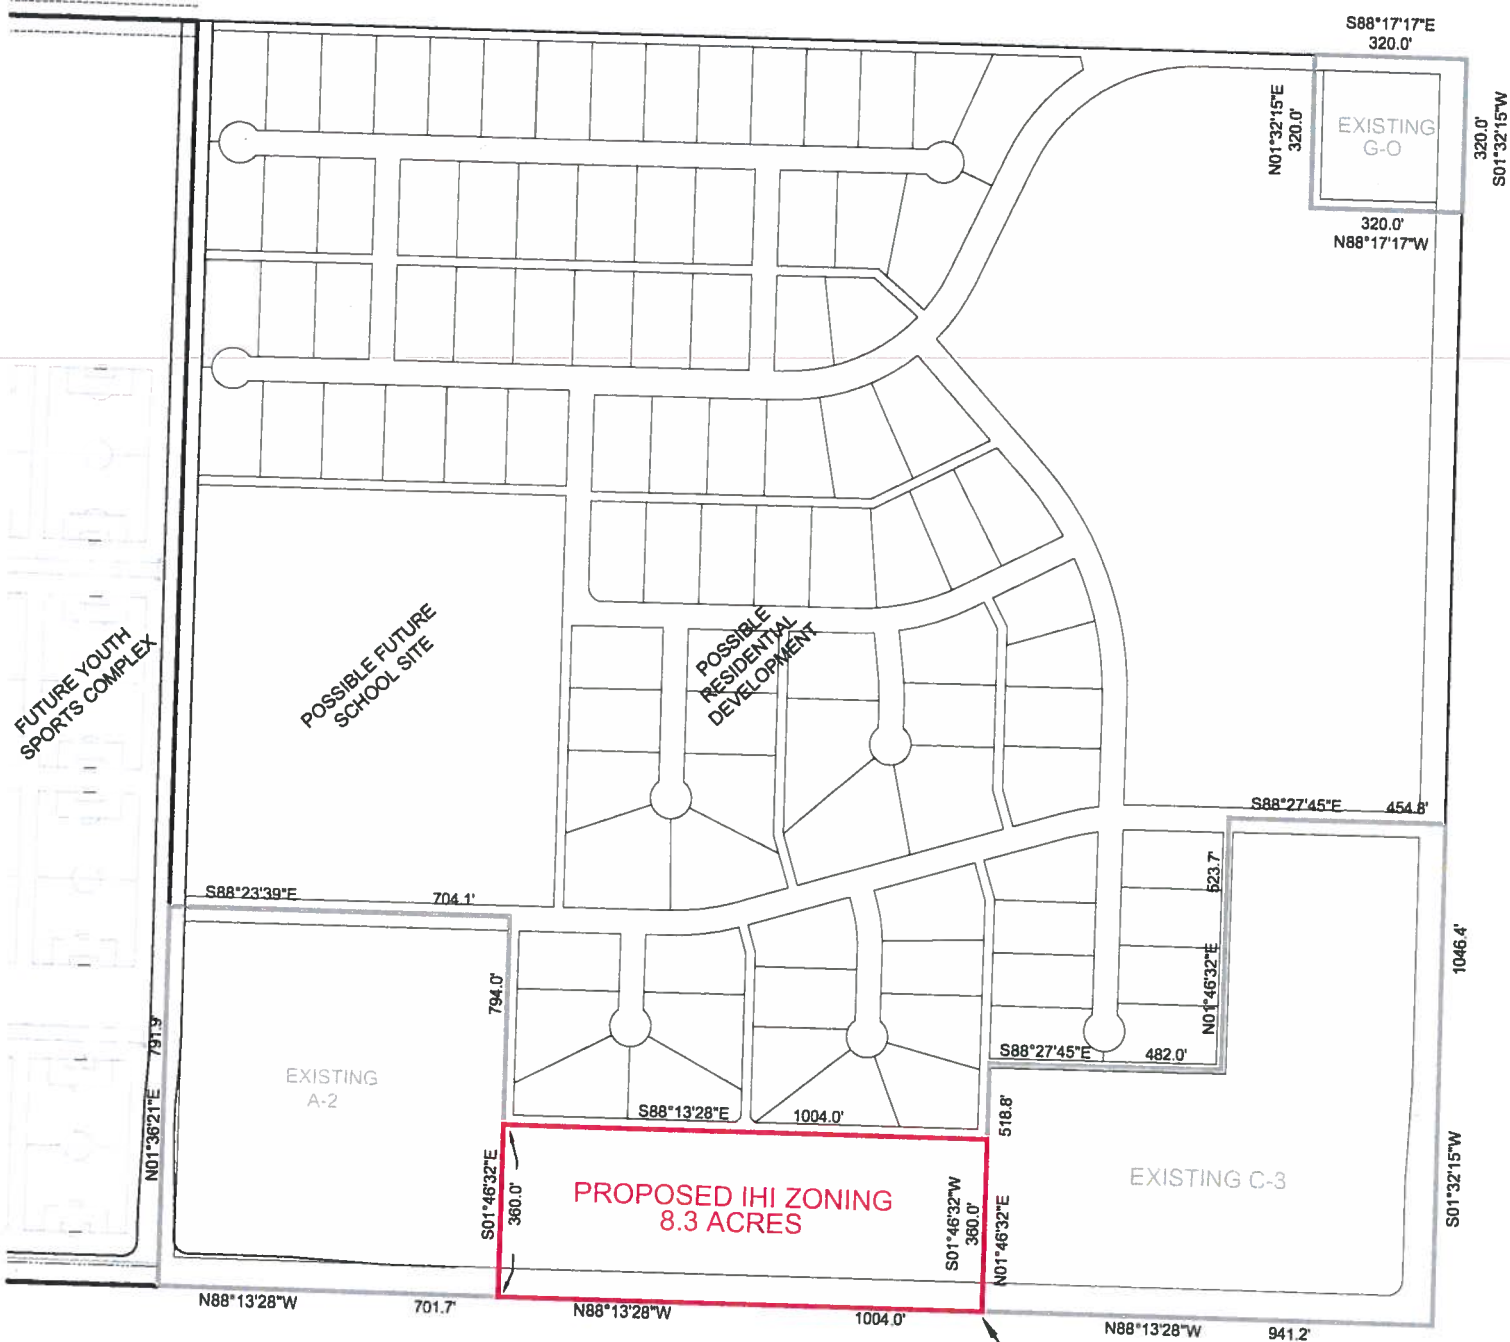 S88°17'17"E
320.0'
N01°32'15"E
320.0'
EXISTING
G-O
320.0'
S01°32'15"W
320.0'
N88°17'17"W
FUTURE YOUTH
SPORTS COMPLEX
POSSIBLE FUTURE
SCHOOL SITE
POSSIBLE
RESIDENTIAL
DEVELOPMENT
S88°27'45"E 454.8'
523.7'
N01°46'32"E
S88°23'39"E 704.1'
794.0'
1046.4'
S01°32'15"W
791.9'
N01°36'21"E
EXISTING
A-2
S88°27'45"E 482.0'
S88°13'28"E 1004.0'
518.8'
N01°46'32"E
S01°46'32"E
360.0'
PROPOSED IHI ZONING
8.3 ACRES
S01°46'32"W
360.0'
EXISTING C-3
N88°13'28"W 701.7'
N88°13'28"W 1004.0'
N88°13'28"W 941.2'